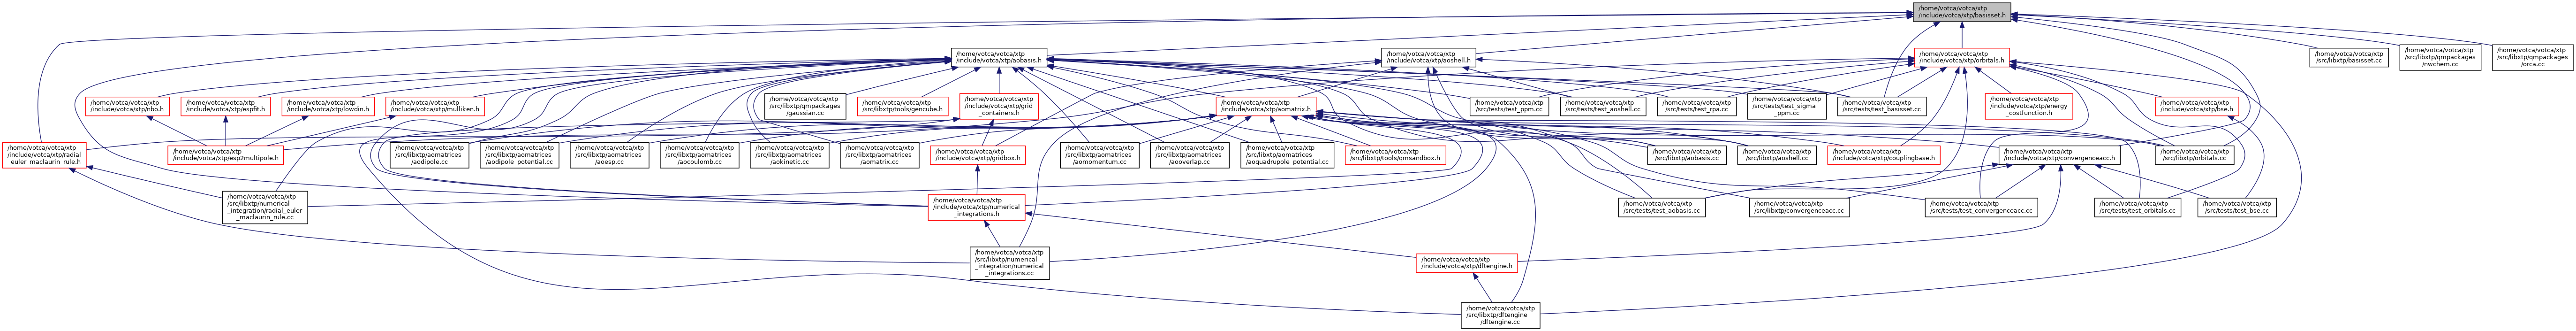 /home/votca/votca/xtp
/include/votca/xtp/basisset.h
/home/votca/votca/xtp
/include/votca/xtp/aobasis.h
/home/votca/votca/xtp
/include/votca/xtp/aoshell.h
/home/votca/votca/xtp
/include/votca/xtp/orbitals.h
/home/votca/votca/xtp
/src/libxtp/basisset.cc
/home/votca/votca/xtp
/src/libxtp/qmpackages
/nwchem.cc
/home/votca/votca/xtp
/src/libxtp/qmpackages
/orca.cc
/home/votca/votca/xtp
/include/votca/xtp/nbo.h
/home/votca/votca/xtp
/include/votca/xtp/espfit.h
/home/votca/votca/xtp
/include/votca/xtp/lowdin.h
/home/votca/votca/xtp
/include/votca/xtp/mulliken.h
/home/votca/votca/xtp
/src/libxtp/qmpackages
/gaussian.cc
/home/votca/votca/xtp
/src/libxtp/tools/gencube.h
/home/votca/votca/xtp
/include/votca/xtp/grid
_containers.h
/home/votca/votca/xtp
/include/votca/xtp/aomatrix.h
/home/votca/votca/xtp
/src/tests/test_ppm.cc
/home/votca/votca/xtp
/src/tests/test_aoshell.cc
/home/votca/votca/xtp
/src/tests/test_rpa.cc
/home/votca/votca/xtp
/src/tests/test_sigma
_ppm.cc
/home/votca/votca/xtp
/src/tests/test_basisset.cc
/home/votca/votca/xtp
/include/votca/xtp/energy
_costfunction.h
/home/votca/votca/xtp
/include/votca/xtp/bse.h
/home/votca/votca/xtp
/include/votca/xtp/radial
_euler_maclaurin_rule.h
/home/votca/votca/xtp
/include/votca/xtp/esp2multipole.h
/home/votca/votca/xtp
/src/libxtp/aomatrices
/aodipole.cc
/home/votca/votca/xtp
/src/libxtp/aomatrices
/aodipole_potential.cc
/home/votca/votca/xtp
/src/libxtp/aomatrices
/aoesp.cc
/home/votca/votca/xtp
/src/libxtp/aomatrices
/aocoulomb.cc
/home/votca/votca/xtp
/src/libxtp/aomatrices
/aokinetic.cc
/home/votca/votca/xtp
/src/libxtp/aomatrices
/aomatrix.cc
/home/votca/votca/xtp
/include/votca/xtp/gridbox.h
/home/votca/votca/xtp
/src/libxtp/aomatrices
/aomomentum.cc
/home/votca/votca/xtp
/src/libxtp/aomatrices
/aooverlap.cc
/home/votca/votca/xtp
/src/libxtp/aomatrices
/aoquadrupole_potential.cc
/home/votca/votca/xtp
/src/libxtp/tools/qmsandbox.h
/home/votca/votca/xtp
/src/libxtp/aobasis.cc
/home/votca/votca/xtp
/src/libxtp/aoshell.cc
/home/votca/votca/xtp
/include/votca/xtp/couplingbase.h
/home/votca/votca/xtp
/include/votca/xtp/convergenceacc.h
/home/votca/votca/xtp
/src/libxtp/orbitals.cc
/home/votca/votca/xtp
/src/libxtp/numerical
_integration/radial_euler
_maclaurin_rule.cc
/home/votca/votca/xtp
/include/votca/xtp/numerical
_integrations.h
/home/votca/votca/xtp
/src/tests/test_aobasis.cc
/home/votca/votca/xtp
/src/libxtp/convergenceacc.cc
/home/votca/votca/xtp
/src/tests/test_convergenceacc.cc
/home/votca/votca/xtp
/src/tests/test_orbitals.cc
/home/votca/votca/xtp
/src/tests/test_bse.cc
/home/votca/votca/xtp
/src/libxtp/numerical
_integration/numerical
_integrations.cc
/home/votca/votca/xtp
/include/votca/xtp/dftengine.h
/home/votca/votca/xtp
/src/libxtp/dftengine
/dftengine.cc